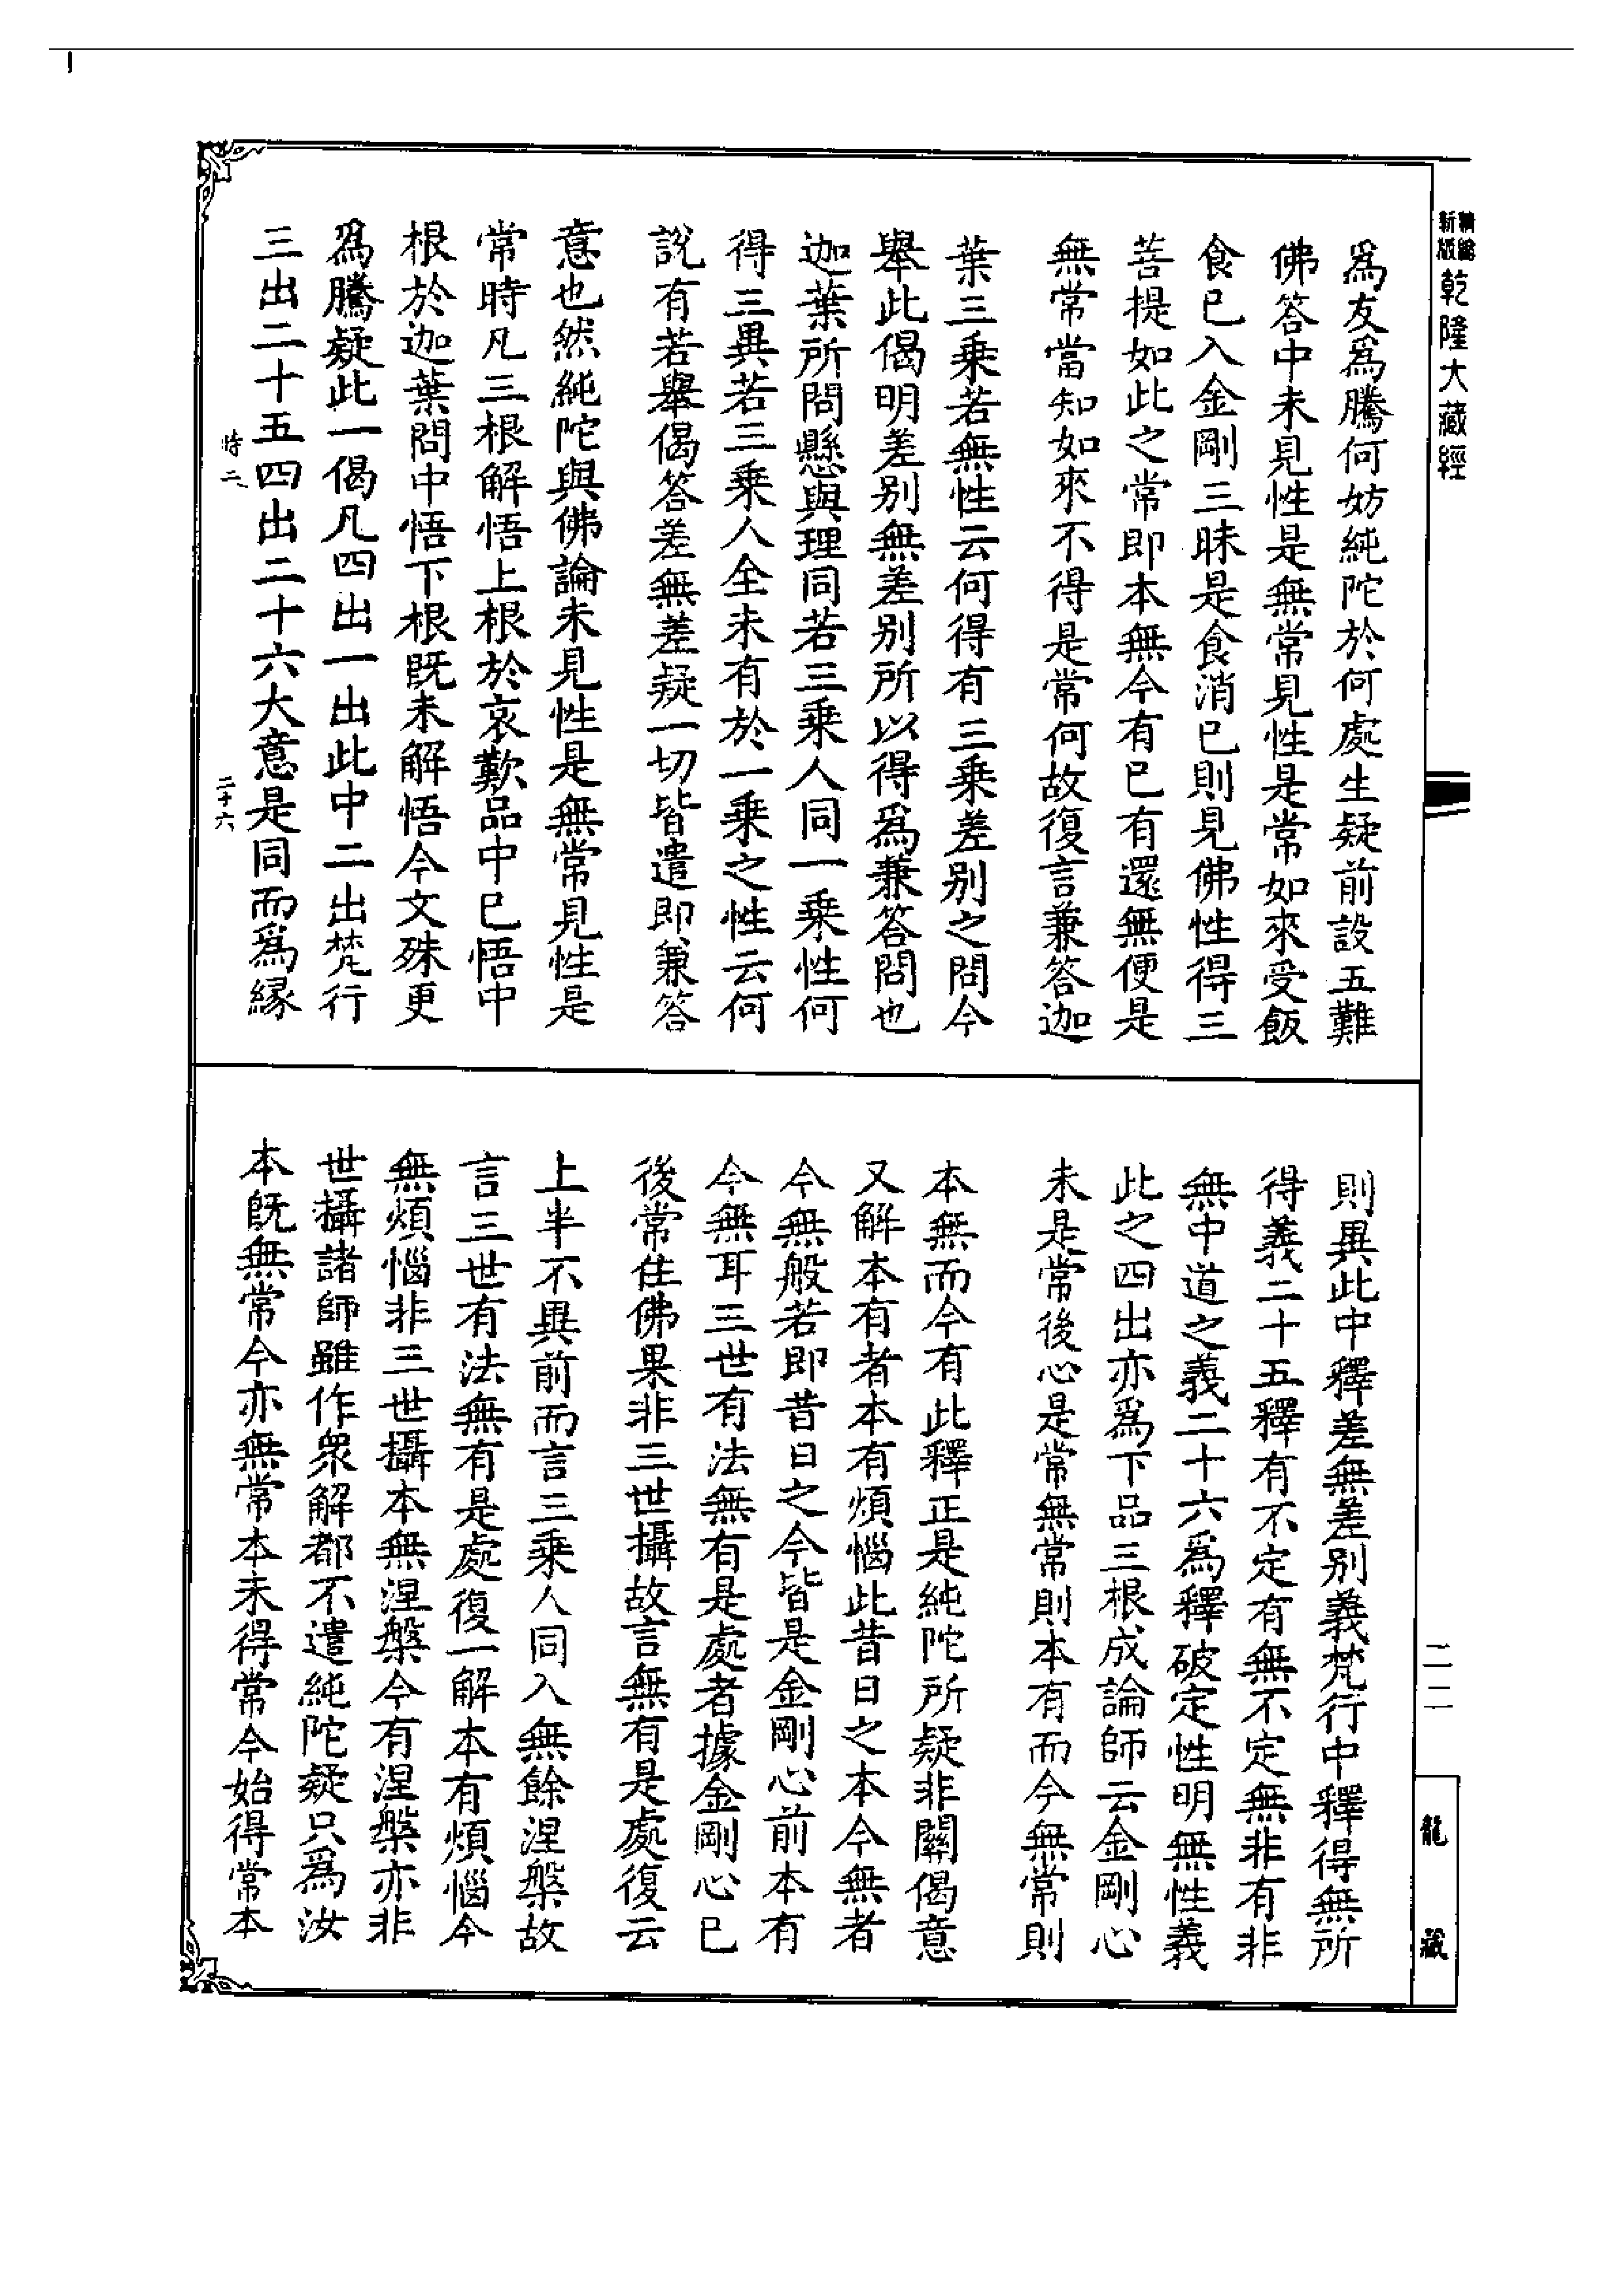 精縮
新版
乾隆大藏經
為友為騰何妨純陀於何處生疑前設五難
佛答中未見性是無常見性是常如來受飯
食已入金剛三昧是食消已則見佛性得三
菩提如此之常即本無今有已有還無便是
無常當知如來不得是常何故復言兼答迦
葉三乘若無性云何得有三乘差別之問今
舉此偈明差別無差別所以得為兼答問也
迦葉所問懸與理同若三乘人同一乘性何
得三異若三乘人全未有於一乘之性云何
說有若舉偈答差無差疑一切皆遣即兼答
意也然純陀與佛論未見性是無常見性是
常時凡三根解悟上根於哀歎品中已悟中
根於迦葉問中悟下根既未解悟今文殊更
為騰疑此一偈凡四出一出此中二出梵行
三出二十五四出二十六大意是同而為緣
時二
二十六
則異此中釋差無差別義梵行中釋得無所
得義二十五釋有不定有無不定無非有非
無中道之義二十六為釋破定性明無性義
此之四出亦為下品三根成論師云金剛心
未是常後心是常無常則本有而今無常則
本無而今有此釋正是純陀所疑非關偈意
又解本有者本有煩惱此昔日之本今無者
今無般若即昔日之今皆是金剛心前本有
今無耳三世有法無有是處者據金剛心已
後常住佛果非三世攝故言無有是處復云
上半不異前而言三乘人同入無餘涅槃故
言三世有法無有是處復一解本有煩惱今
無煩惱非三世攝本無涅槃今有涅槃亦非
世攝諸師雖作眾解都不遣純陀疑只為汝
本既無常今亦無常本未得常今始得常本
二二
龍藏